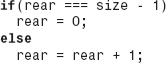 if(rear === size - 1)
  rear = 0;
else
  rear = rear + 1;